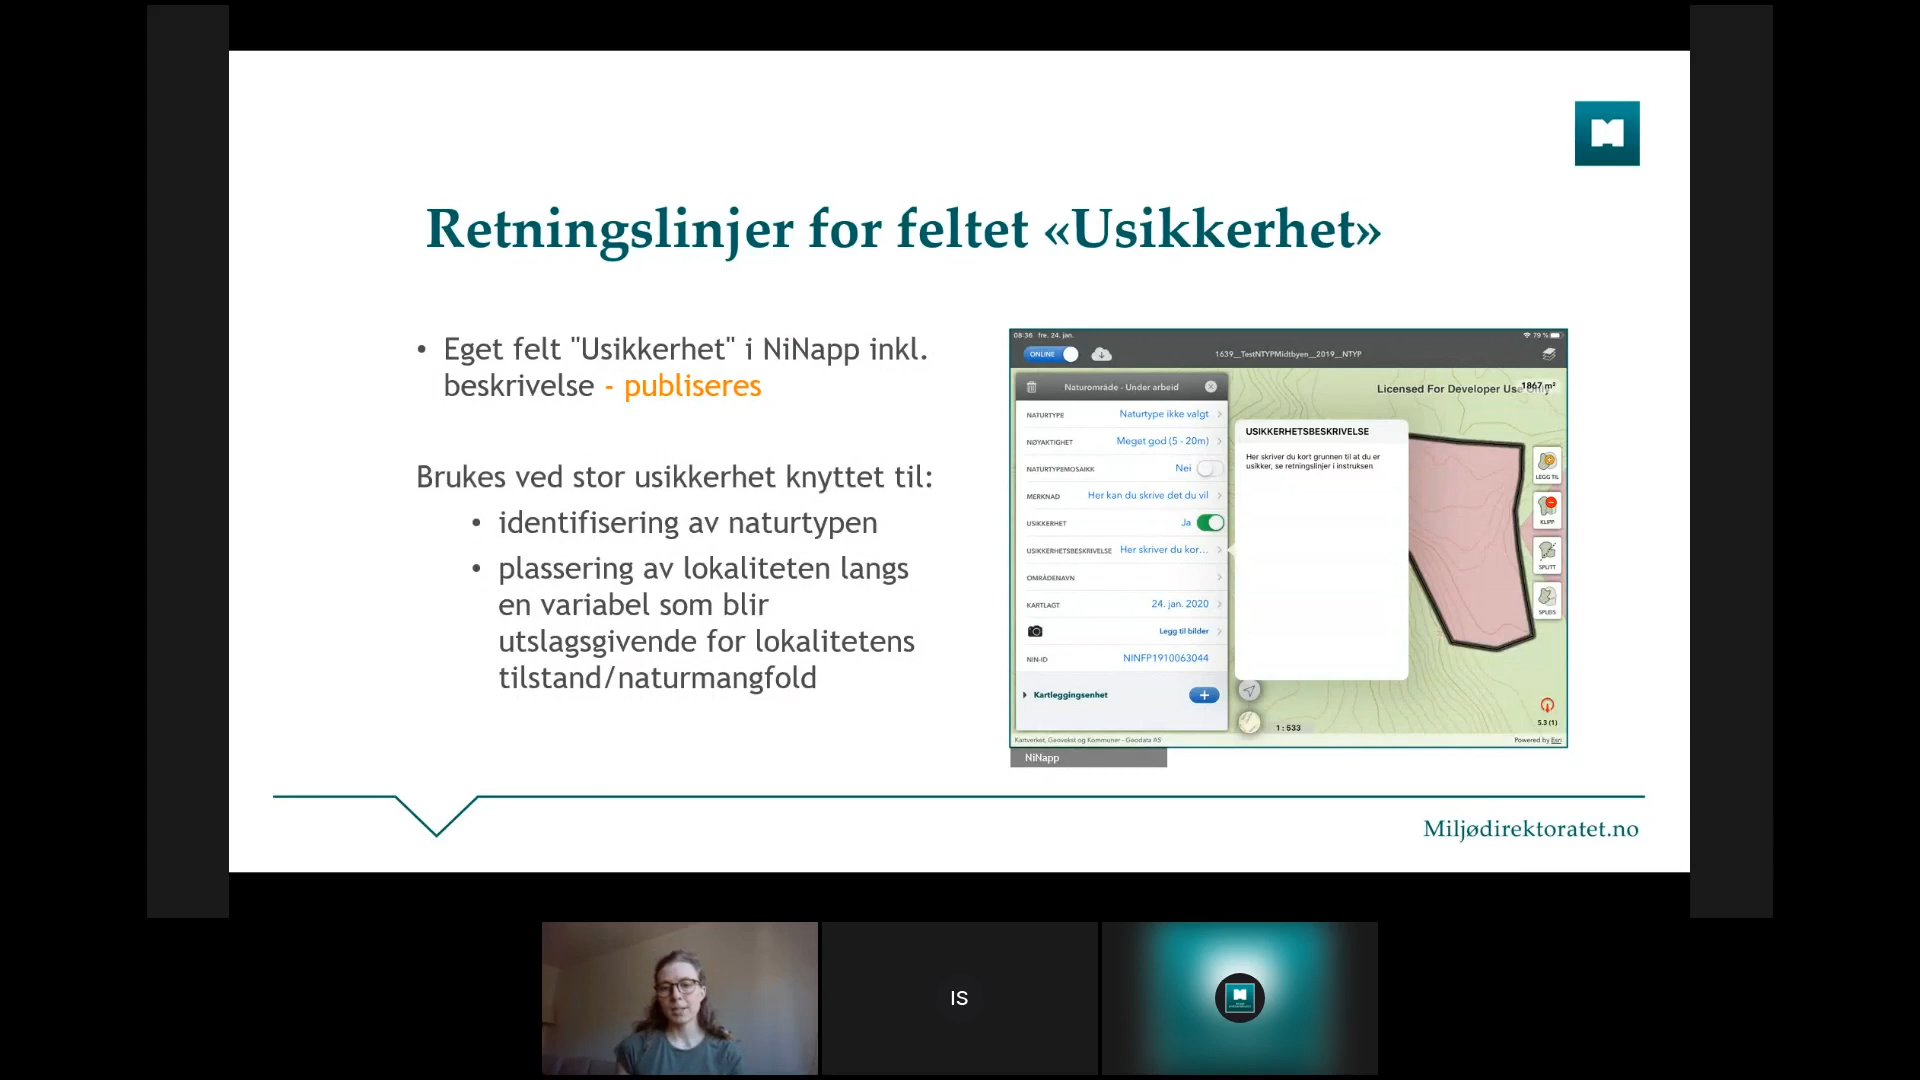 Retningslinjer for feltet «Usikkerhet»
• Eget felt "Usikkerhet" i NiNapp inkl.
beskrivelse - publiseres
Brukes ved stor usikkerhet knyttet til:
• identifisering av naturtypen
• plassering av lokaliteten langs
en variabel som blir
utslagsgivende for lokalitetens
tilstand/naturmangfold
08:36 fre. 24. jan.
79 %
ONLINE
1639__TestNTYPMidtbyen__2019__NTYP
Naturområde - Under arbeid
NATURTYPE Naturtype ikke valgt
NØYAKTIGHET Meget god (5 - 20m)
NATURTYPEMOSAIKK Nei
MERKNAD Her kan du skrive det du vil
USIKKERHET Ja
USIKKERHETSBESKRIVELSE Her skriver du kor...
OMRÅDENAVN
KARTLAGT 24. jan. 2020
Legg til bilder
NIN-ID NINFP1910063044
Kartleggingsenhet
USIKKERHETSBESKRIVELSE
Her skriver du kort grunnen til at du er
usikker, se retningslinjer i instruksen
Licensed For Developer Use Only
1867 m²
LEGG TIL
KLIPP
SPLITT
SPLEIS
5.3 (1)
1 : 533
Kartverket, Geovekst og Kommuner - Geodata AS
Powered by Esri
NiNapp
Miljødirektoratet.no
IS